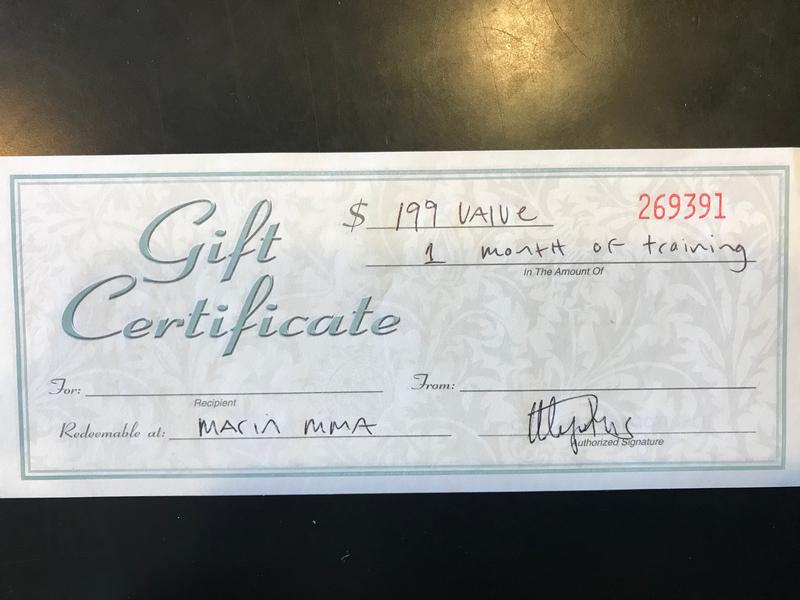 Gift
Certificate
$ 199 VALUE
269391
1 month of training
In The Amount Of
For:
Recipient
From:
Redeemable at: MARIN MMA
Authorized Signature